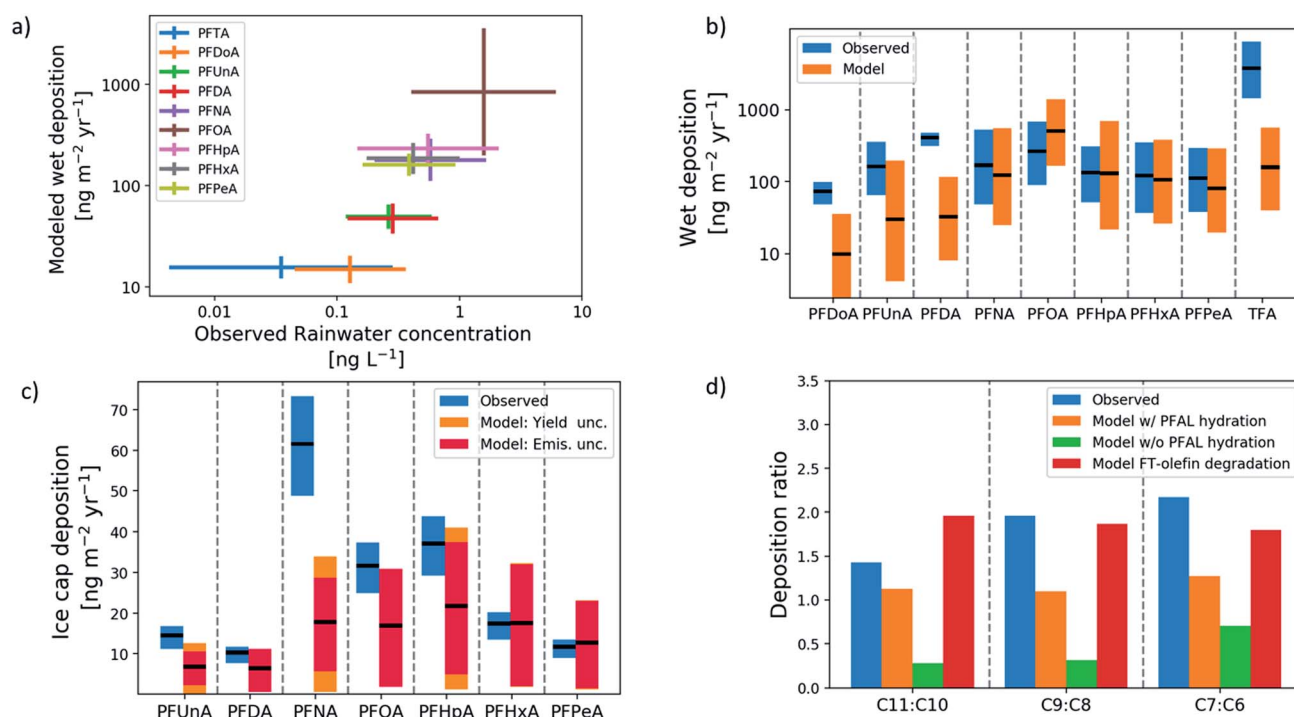 a)
PFTA
PFDoA
PFUnA
PFDA
PFNA
PFOA
PFHpA
PFHxA
PFPeA
1000
100
10
Modeled wet deposition
[ng m⁻² yr⁻¹]
0.01 0.1 1 10
Observed Rainwater concentration
[ng L⁻¹]
b)
Observed
Model
1000
100
10
Wet deposition
[ng m⁻² yr⁻¹]
PFDoA PFUnA PFDA PFNA PFOA PFHpA PFHxA PFPeA TFA
c)
Observed
Model: Yield unc.
Model: Emis. unc.
70
60
50
40
30
20
10
Ice cap deposition
[ng m⁻² yr⁻¹]
PFUnA PFDA PFNA PFOA PFHpA PFHxA PFPeA
d)
Observed
Model w/ PFAL hydration
Model w/o PFAL hydration
Model FT-olefin degradation
3.5
3.0
2.5
2.0
1.5
1.0
0.5
0.0
Deposition ratio
C11:C10 C9:C8 C7:C6